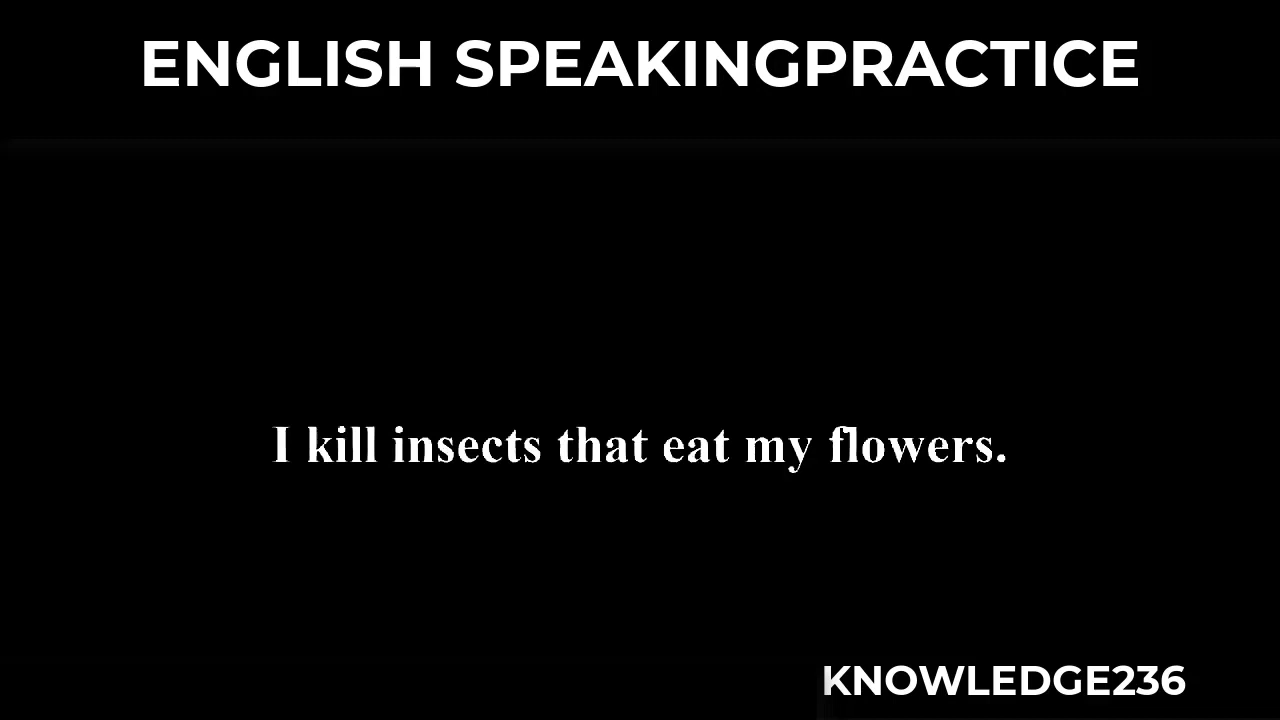 ENGLISH SPEAKINGPRACTICE
I kill insects that eat my flowers.
KNOWLEDGE236